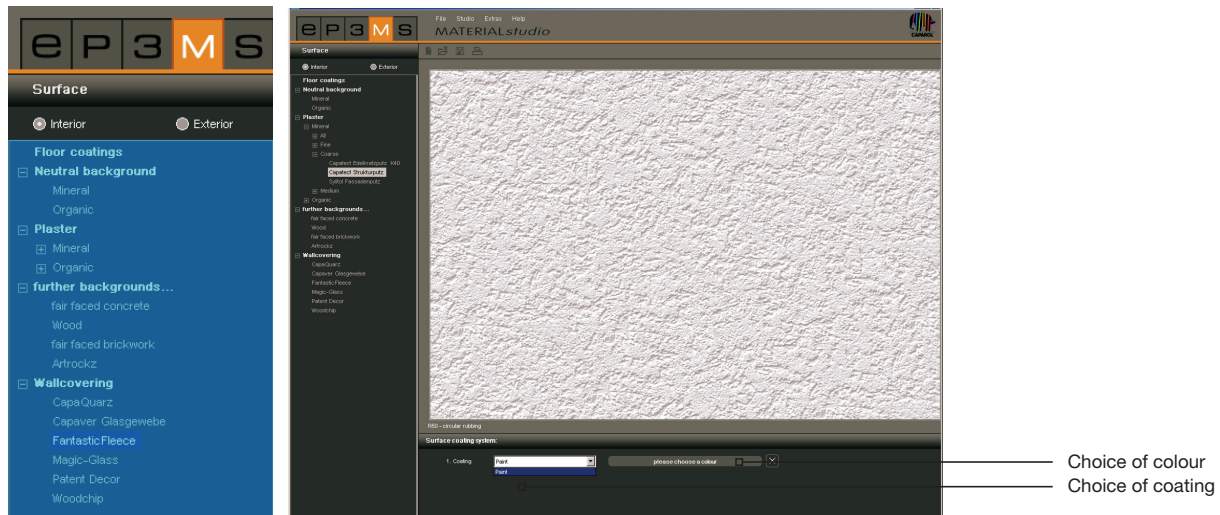 ep3MS
Surface
Interior Exterior
Floor coatings
Neutral background
Mineral
Organic
Plaster
Mineral
Organic
further backgrounds...
fair faced concrete
Wood
fair faced brickwork
Artrockz
Wallcovering
CapaQuarz
Capaver Glasgewebe
FantasticFleece
Magic-Glass
Patent Decor
Woodchip
ep3MS
File Studio Extras Help
MATERIALstudio
CAPAROL
Surface
Interior Exterior
Floor coatings
Neutral background
Mineral
Organic
Plaster
Mineral
All
Fine
Coarse
Capatect Edelkratzputz K40
Capatect Strukturputz
Sylitol Fassadenputz
Medium
Organic
further backgrounds...
fair faced concrete
Wood
fair faced brickwork
Artrockz
Wallcovering
CapaQuarz
Capaver Glasgewebe
FantasticFleece
Magic-Glass
Patent Decor
Woodchip
R60 - circular rubbing
Surface coating system:
1. Coating Paint please choose a colour
Paint
Choice of colour
Choice of coating